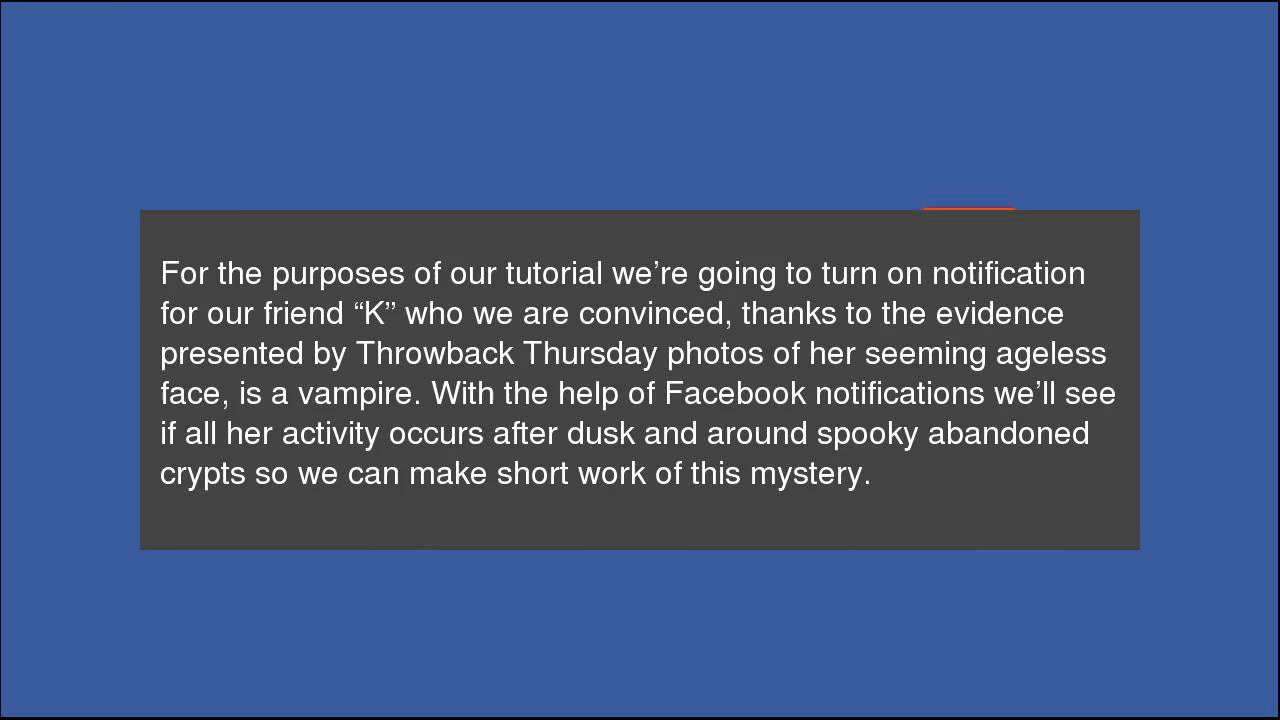 For the purposes of our tutorial we’re going to turn on notification
for our friend “K” who we are convinced, thanks to the evidence
presented by Throwback Thursday photos of her seeming ageless
face, is a vampire. With the help of Facebook notifications we’ll see
if all her activity occurs after dusk and around spooky abandoned
crypts so we can make short work of this mystery.